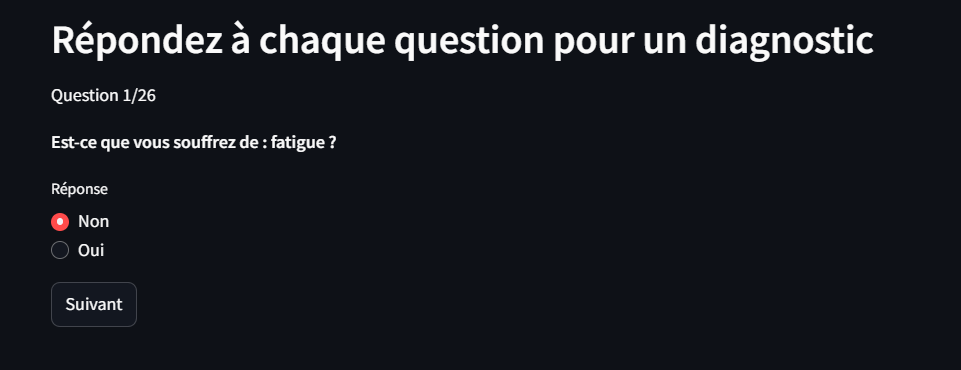 Répondez à chaque question pour un diagnostic
Question 1/26
Est-ce que vous souffrez de : fatigue ?
Réponse
Non
Oui
Suivant